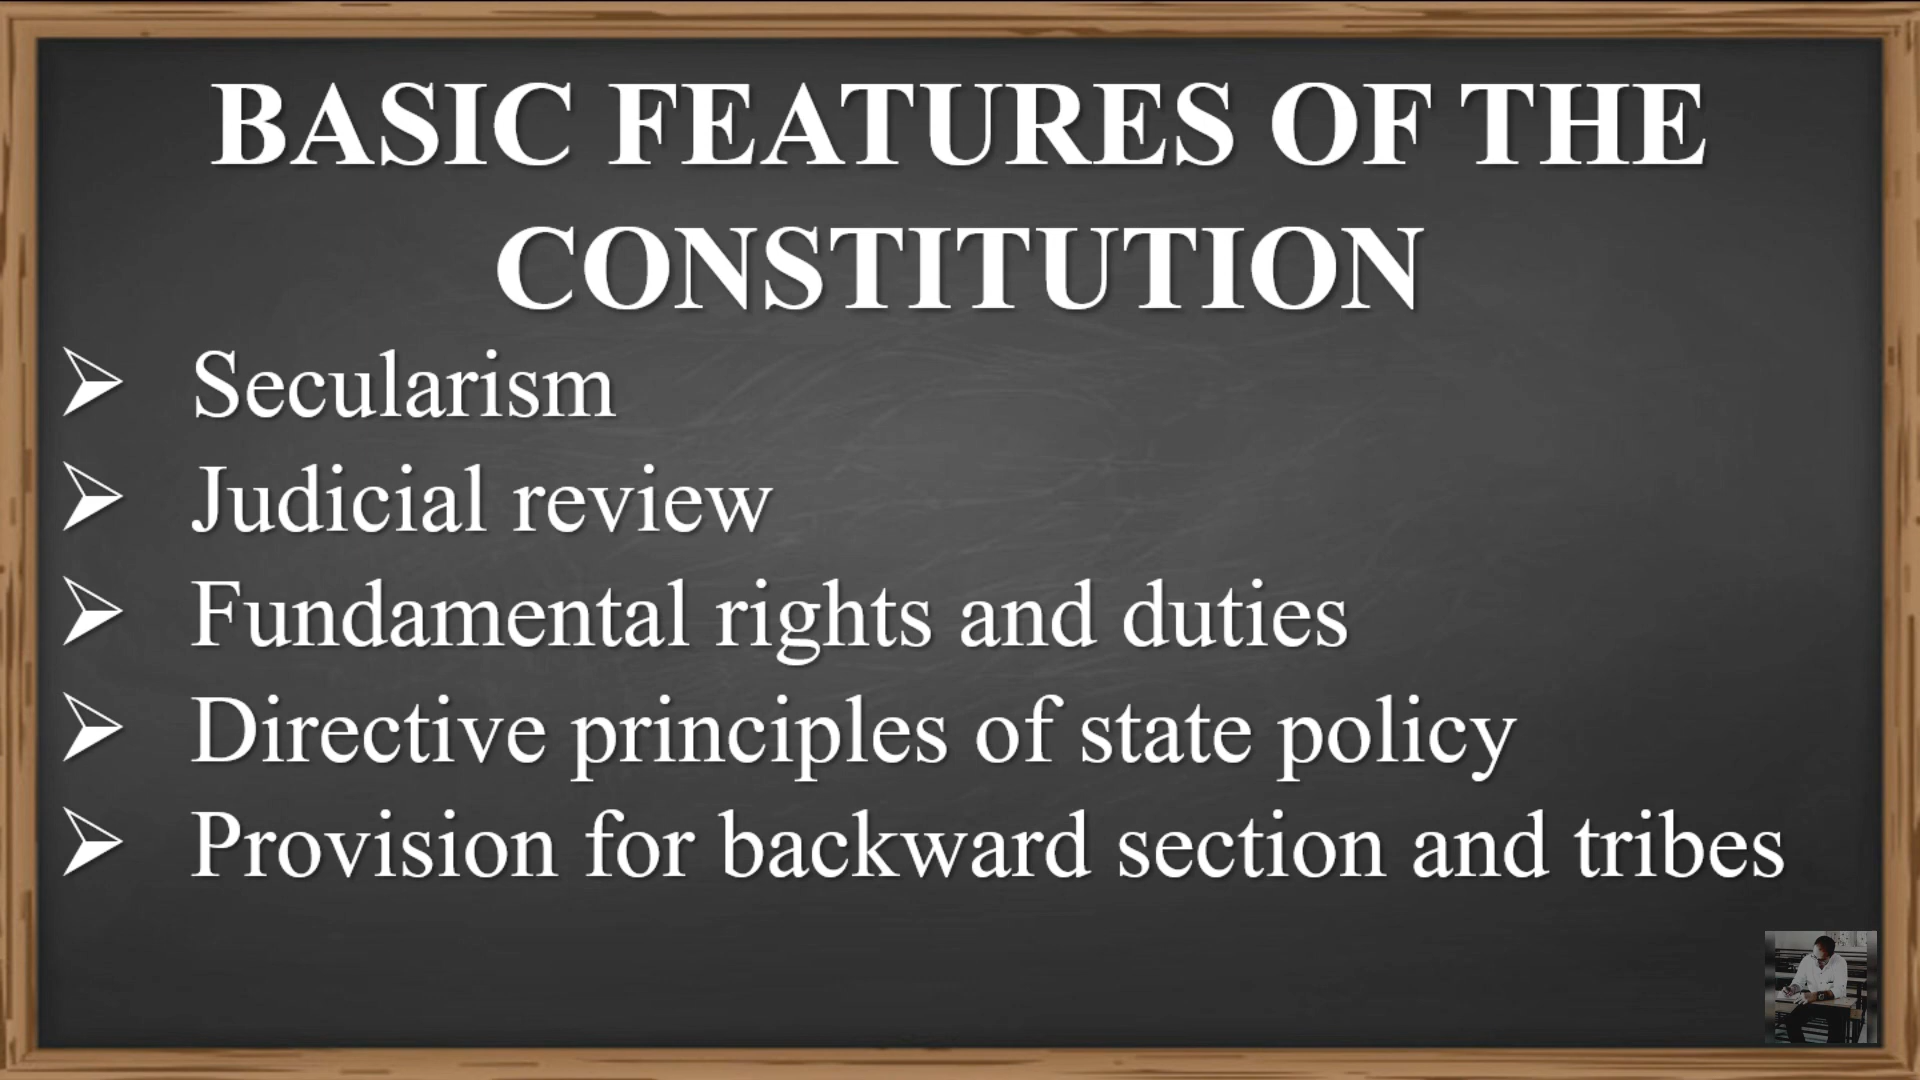 BASIC FEATURES OF THE
CONSTITUTION
Secularism
Judicial review
Fundamental rights and duties
Directive principles of state policy
Provision for backward section and tribes